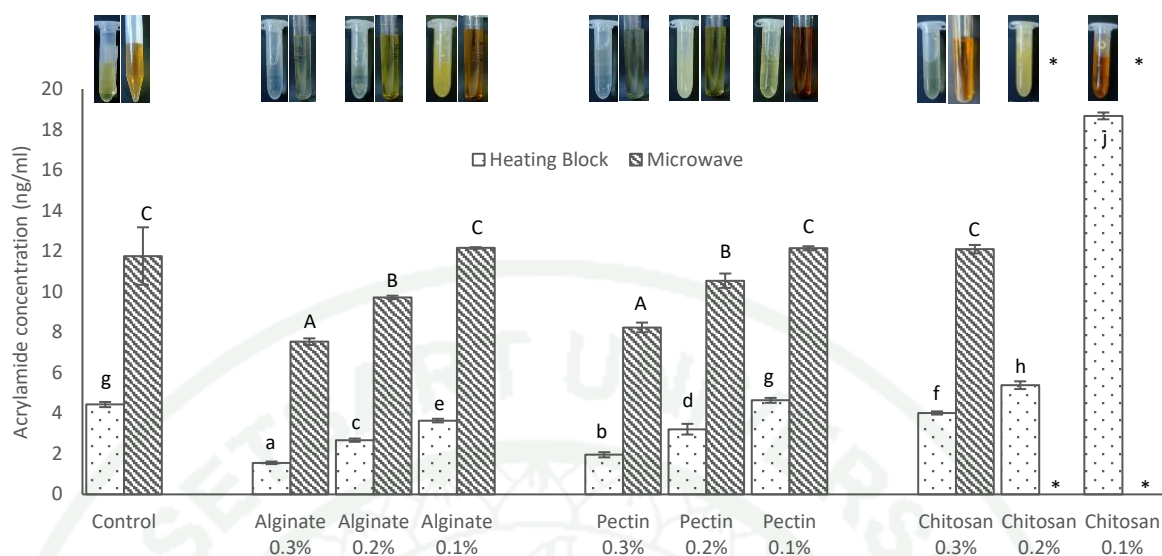 * *
20
18
16
14
12
10
8
6
4
2
0
Acrylamide concentration (ng/ml)
Heating Block Microwave
g C
a A
c B
e C
b A
d B
g C
f C
h *
j *
Control
Alginate 0.3%
Alginate 0.2%
Alginate 0.1%
Pectin 0.3%
Pectin 0.2%
Pectin 0.1%
Chitosan 0.3%
Chitosan 0.2%
Chitosan 0.1%
SETSART UNIVERS